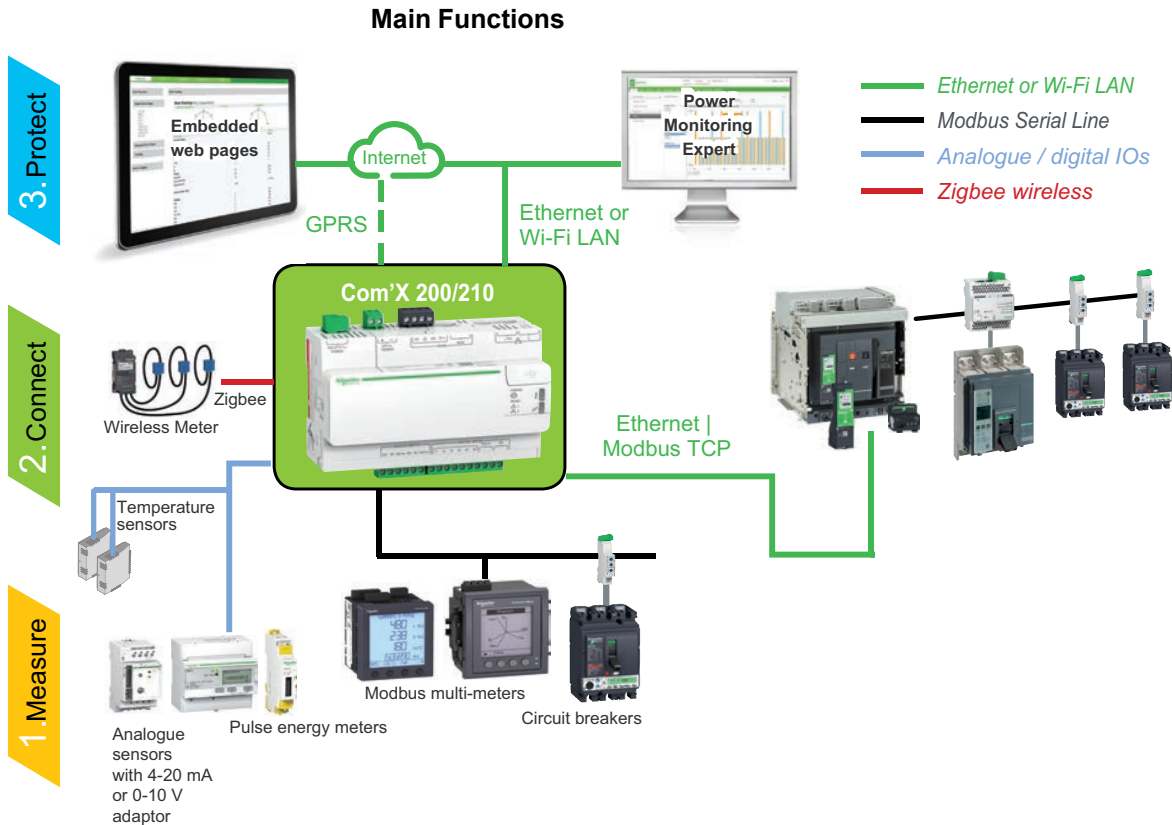 Main Functions
3. Protect
Embedded
web pages
Internet
Power
Monitoring
Expert
Ethernet or Wi-Fi LAN
Modbus Serial Line
Analogue / digital IOs
Zigbee wireless
GPRS
Ethernet or
Wi-Fi LAN
2. Connect
Com'X 200/210
Schneider
Zigbee
Wireless Meter
Ethernet |
Modbus TCP
Temperature
sensors
1. Measure
Modbus multi-meters
Circuit breakers
Pulse energy meters
Analogue
sensors
with 4-20 mA
or 0-10 V
adaptor